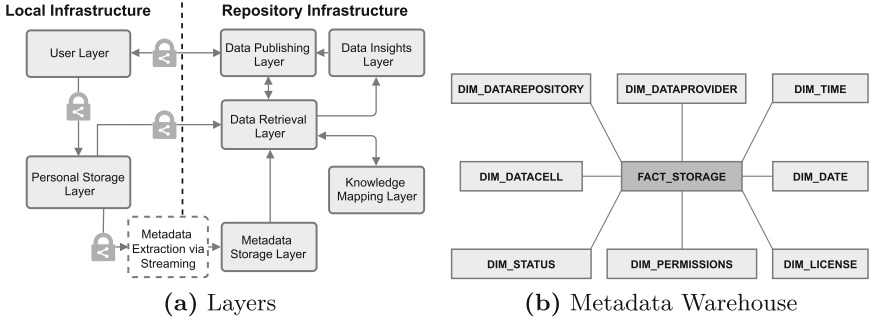 Local Infrastructure
Repository Infrastructure
User Layer
Data Publishing
Layer
Data Insights
Layer
Data Retrieval
Layer
Personal Storage
Layer
Knowledge
Mapping Layer
Metadata
Extraction via
Streaming
Metadata
Storage Layer
(a) Layers
DIM_DATAREPOSITORY
DIM_DATAPROVIDER
DIM_TIME
DIM_DATACELL
FACT_STORAGE
DIM_DATE
DIM_STATUS
DIM_PERMISSIONS
DIM_LICENSE
(b) Metadata Warehouse